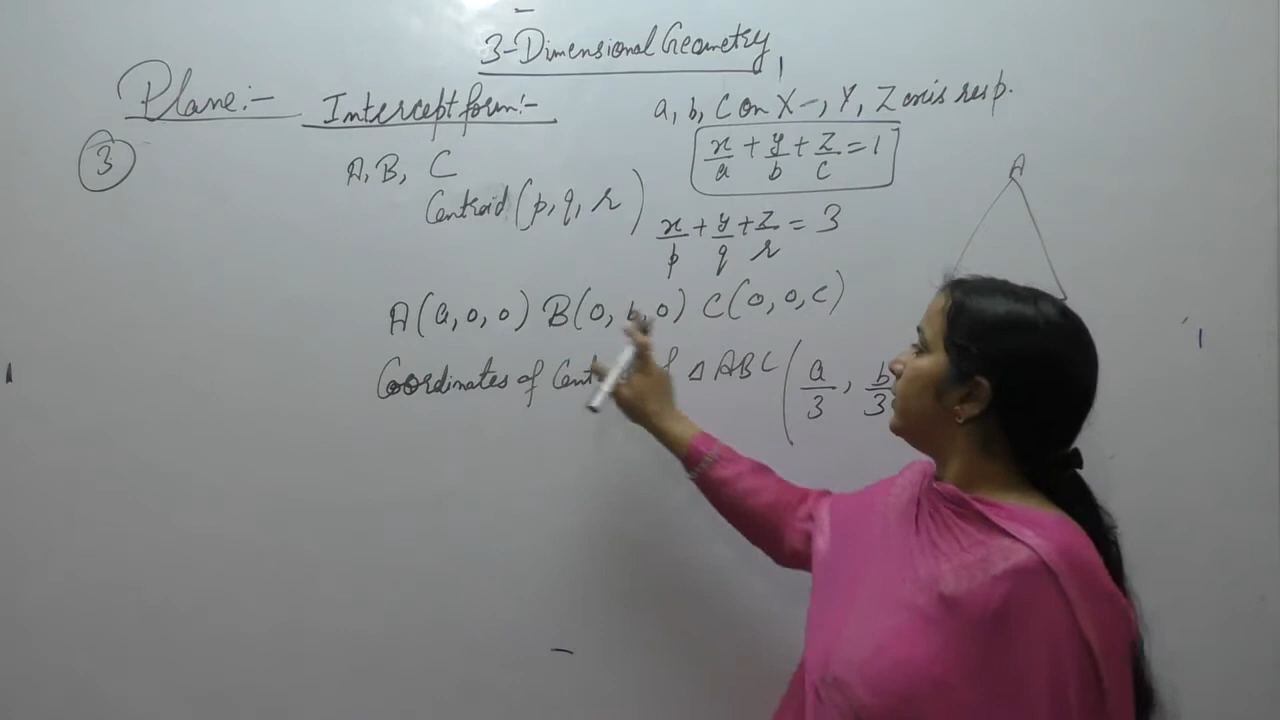 3-Dimensional Geometry
Plane:- Intercept form:-
a, b, c on X-, Y, Z axis resp.
x/a + y/b + z/c = 1
③
A, B, C
Centroid (p, q, r)
x/p + y/q + z/r = 3
A
A(a, 0, 0) B(0, b, 0) C(0, 0, c)
Coordinates of ΔABC (a/3, b/3